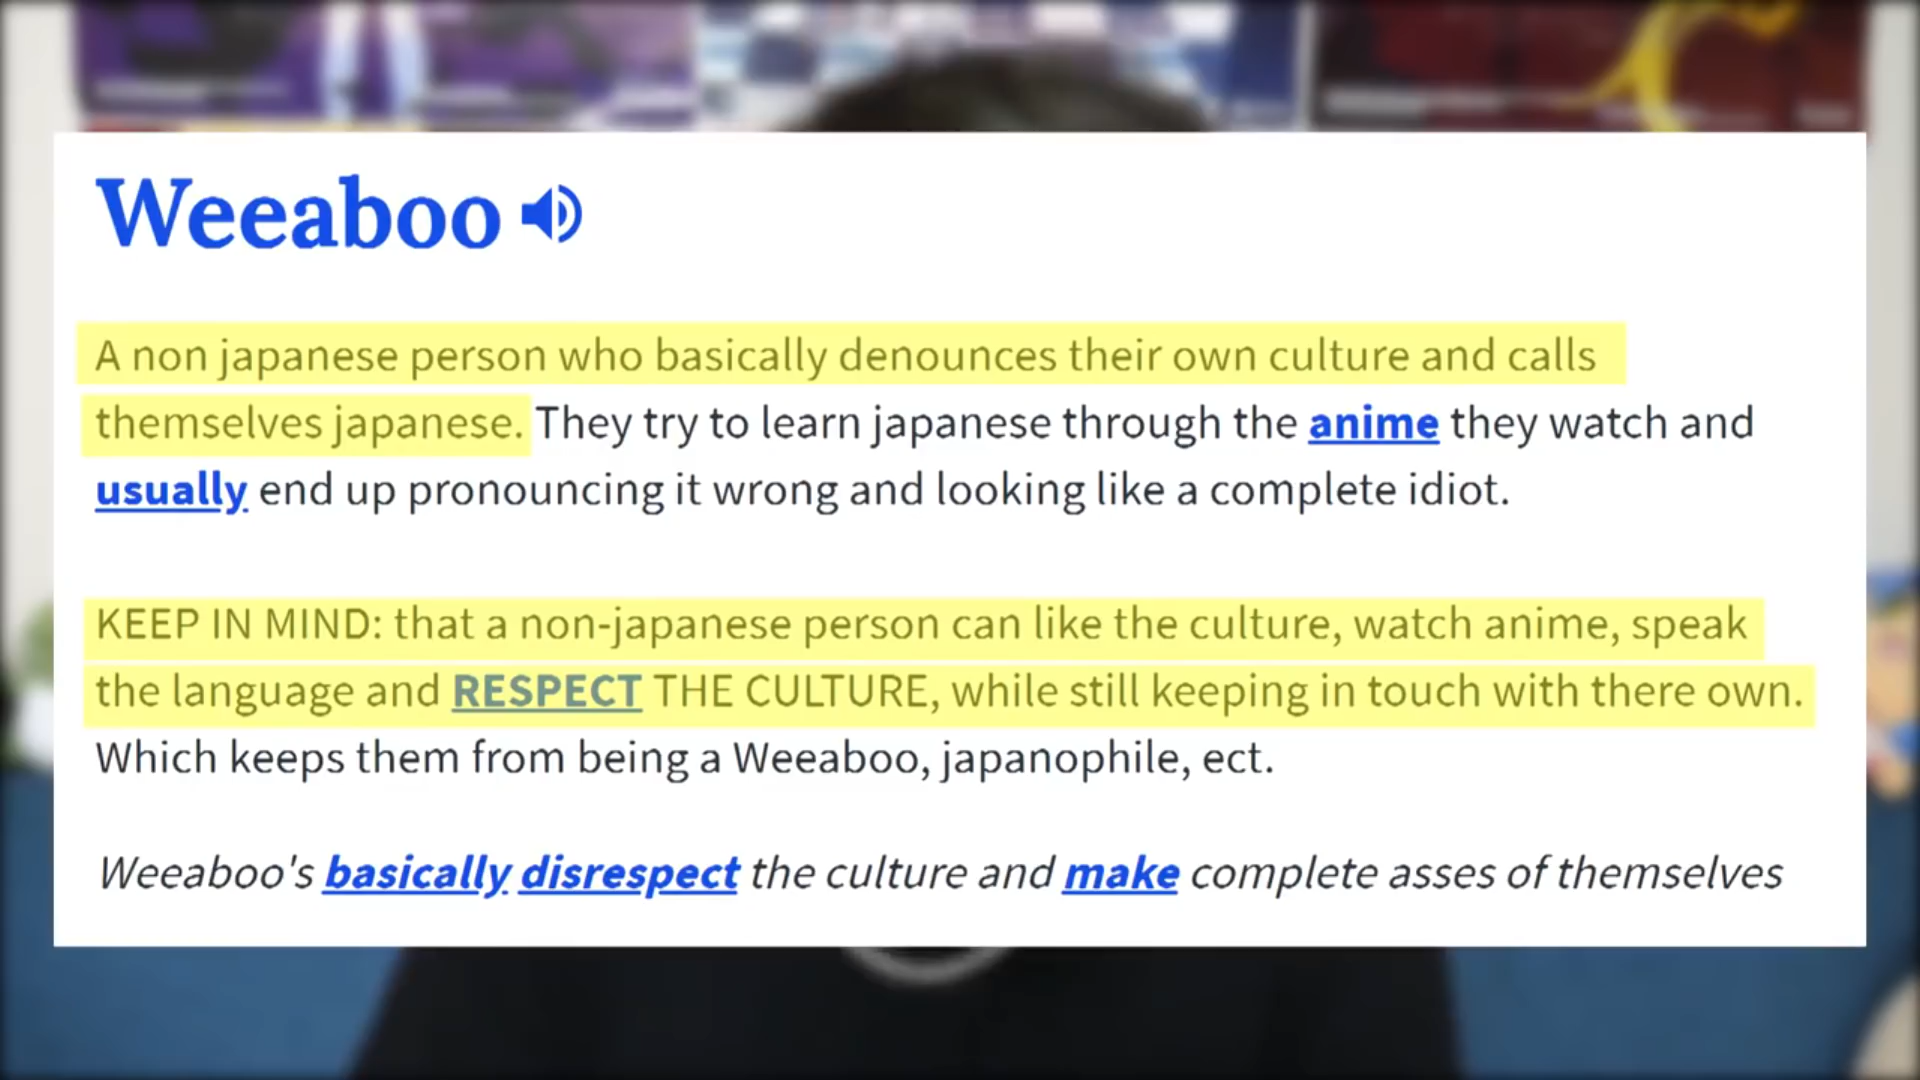 Weeaboo
A non japanese person who basically denounces their own culture and calls
themselves japanese. They try to learn japanese through the anime they watch and
usually end up pronouncing it wrong and looking like a complete idiot.
KEEP IN MIND: that a non-japanese person can like the culture, watch anime, speak
the language and RESPECT THE CULTURE, while still keeping in touch with there own.
Which keeps them from being a Weeaboo, japanophile, ect.
Weeaboo's basically disrespect the culture and make complete asses of themselves